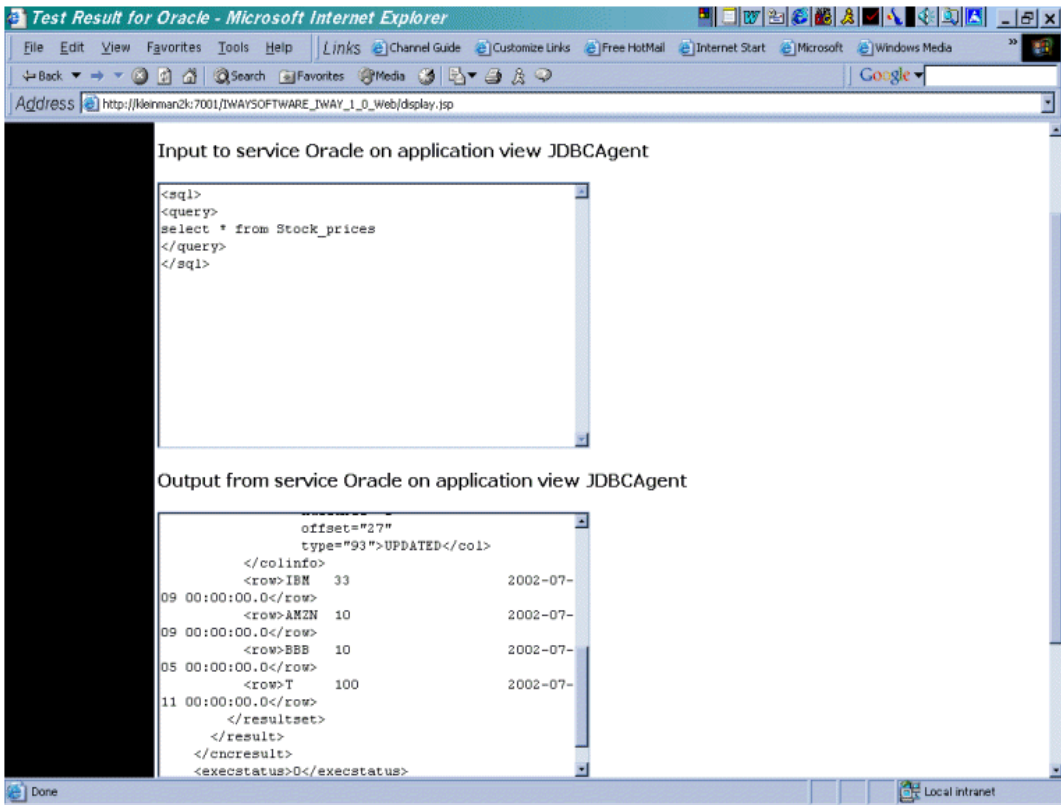 Test Result for Oracle - Microsoft Internet Explorer
File Edit View Favorites Tools Help Links Channel Guide Customize Links Free HotMail Internet Start Microsoft Windows Media »
Back Search Favorites Media Google
Address http://kleinman2k:7001/IWAYSOFTWARE_IWAY_1_0_Web/display.jsp
Input to service Oracle on application view JDBCAgent
<sql>
<query>
select * from Stock_prices
</query>
</sql>
Output from service Oracle on application view JDBCAgent
offset="27"
type="93">UPDATED</col>
</colinfo>
<row>IBM 33 2002-07-
09 00:00:00.0</row>
<row>AMZN 10 2002-07-
09 00:00:00.0</row>
<row>BBB 10 2002-07-
05 00:00:00.0</row>
<row>T 100 2002-07-
11 00:00:00.0</row>
</resultset>
</result>
</cncresult>
<execstatus>0</execstatus>
Done Local intranet